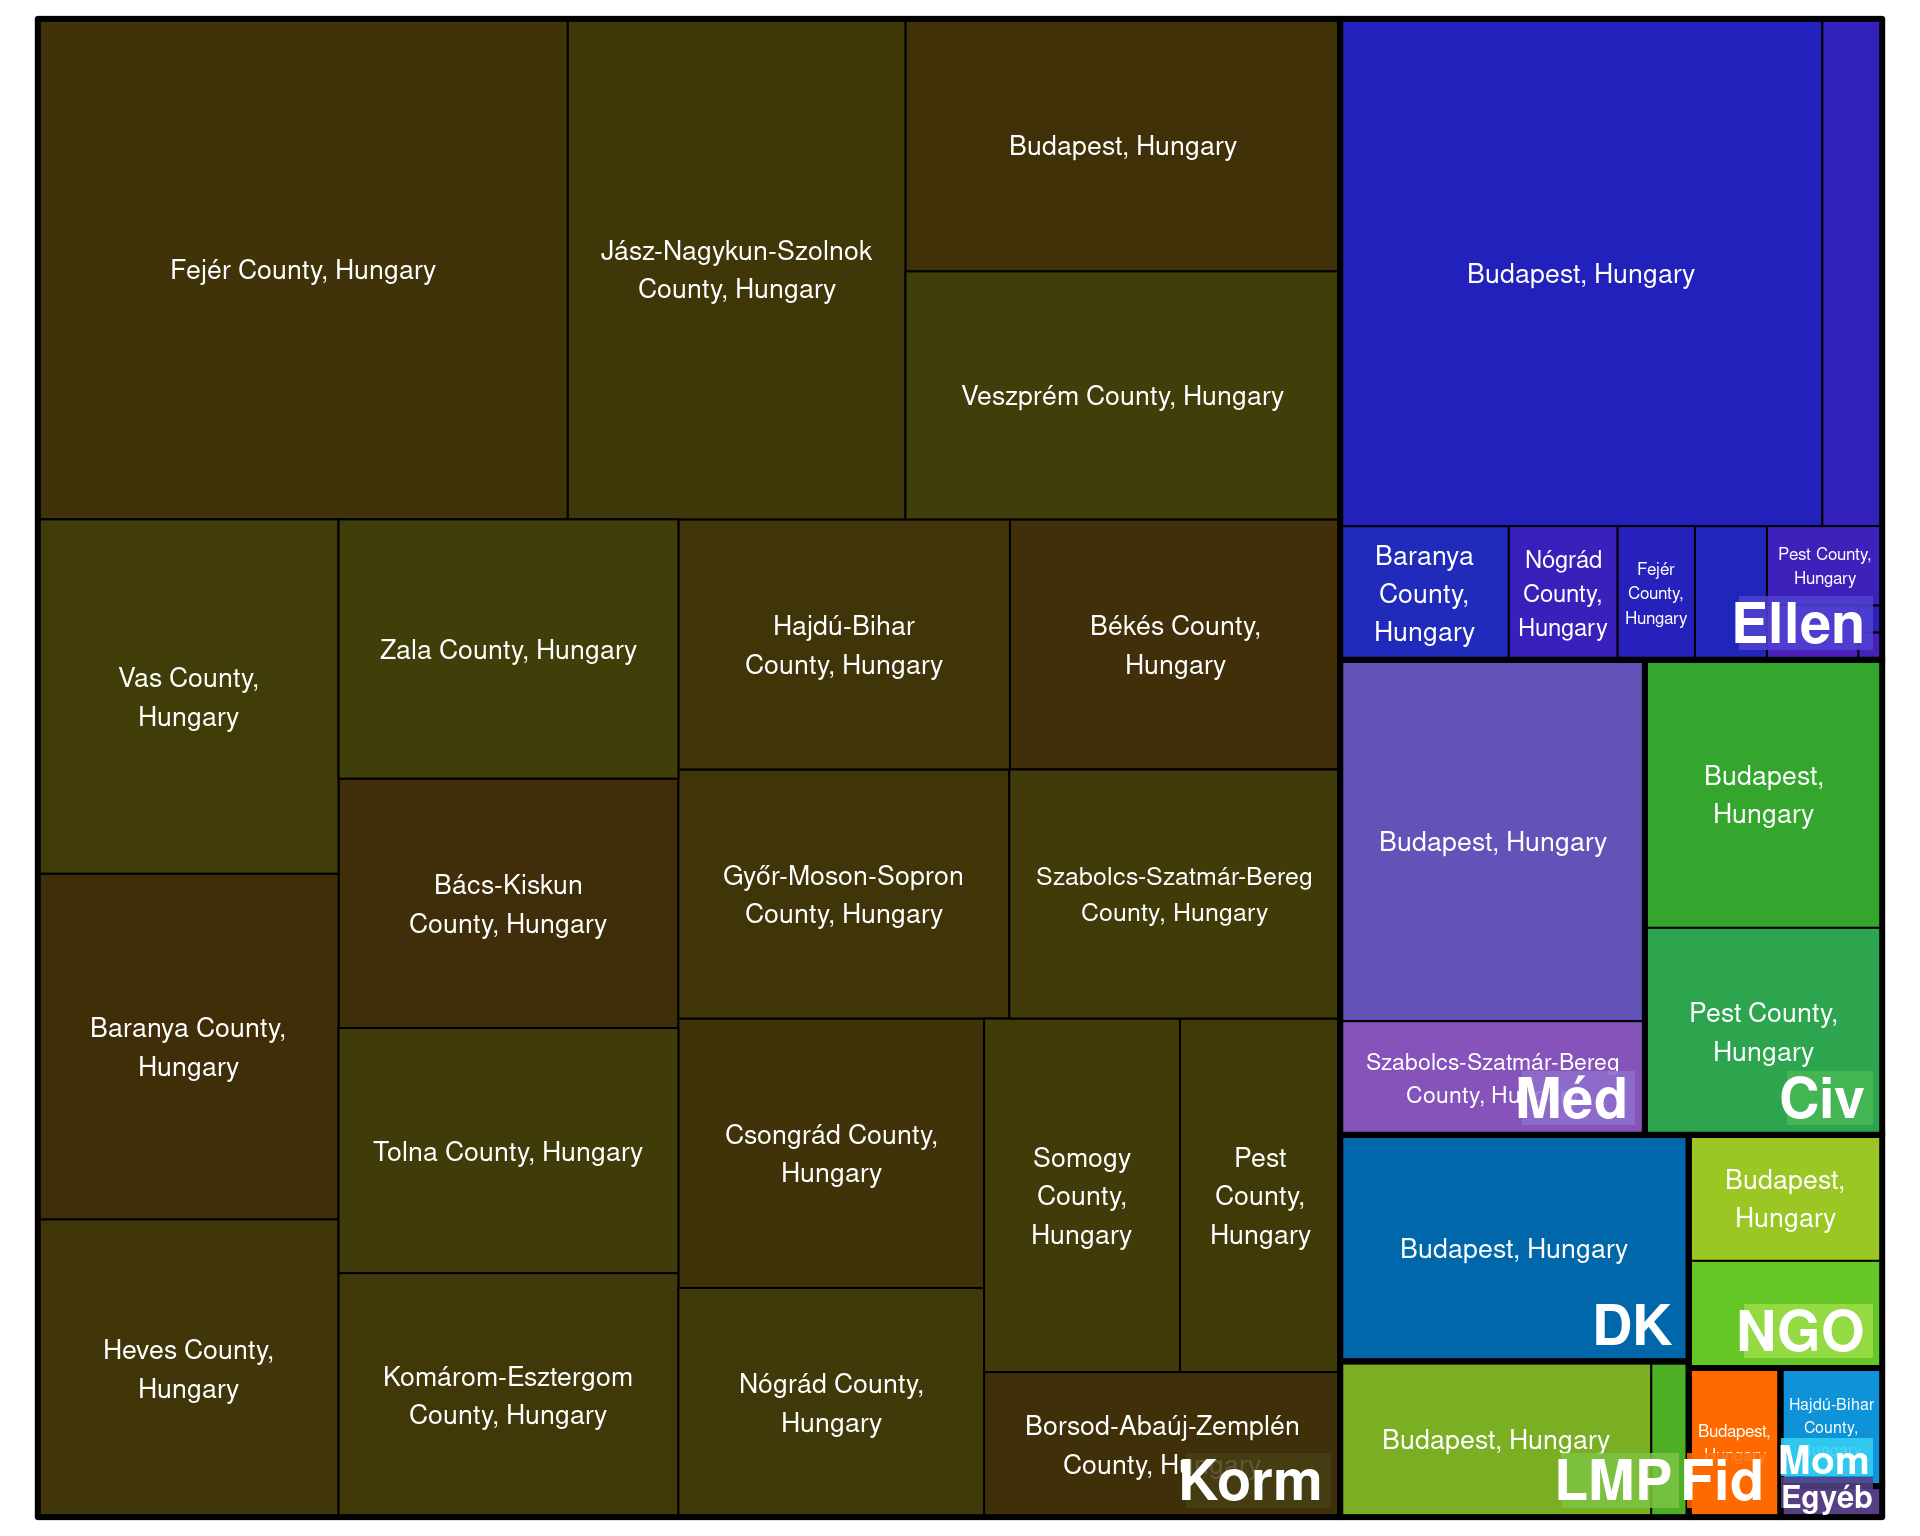 Fejér County, Hungary
Jász-Nagykun-Szolnok
County, Hungary
Budapest, Hungary
Veszprém County, Hungary
Vas County,
Hungary
Zala County, Hungary
Hajdú-Bihar
County, Hungary
Békés County,
Hungary
Baranya County,
Hungary
Bács-Kiskun
County, Hungary
Győr-Moson-Sopron
County, Hungary
Szabolcs-Szatmár-Bereg
County, Hungary
Heves County,
Hungary
Tolna County, Hungary
Komárom-Esztergom
County, Hungary
Csongrád County,
Hungary
Nógrád County,
Hungary
Somogy
County,
Hungary
Pest
County,
Hungary
Borsod-Abaúj-Zemplén
County, Hungary
Korm
Budapest, Hungary
Baranya
County,
Hungary
Nógrád
County,
Hungary
Fejér
County,
Hungary
Pest County,
Hungary
Ellen
Budapest, Hungary
Szabolcs-Szatmár-Bereg
County,
Méd
Budapest,
Hungary
Pest County,
Hungary
Civ
Budapest, Hungary
DK
Budapest,
Hungary
NGO
Budapest, Hungary
LMP
Budapest,
Hungary
Fid
Hajdú-Bihar
County,
Hungary
Mom
Egyéb